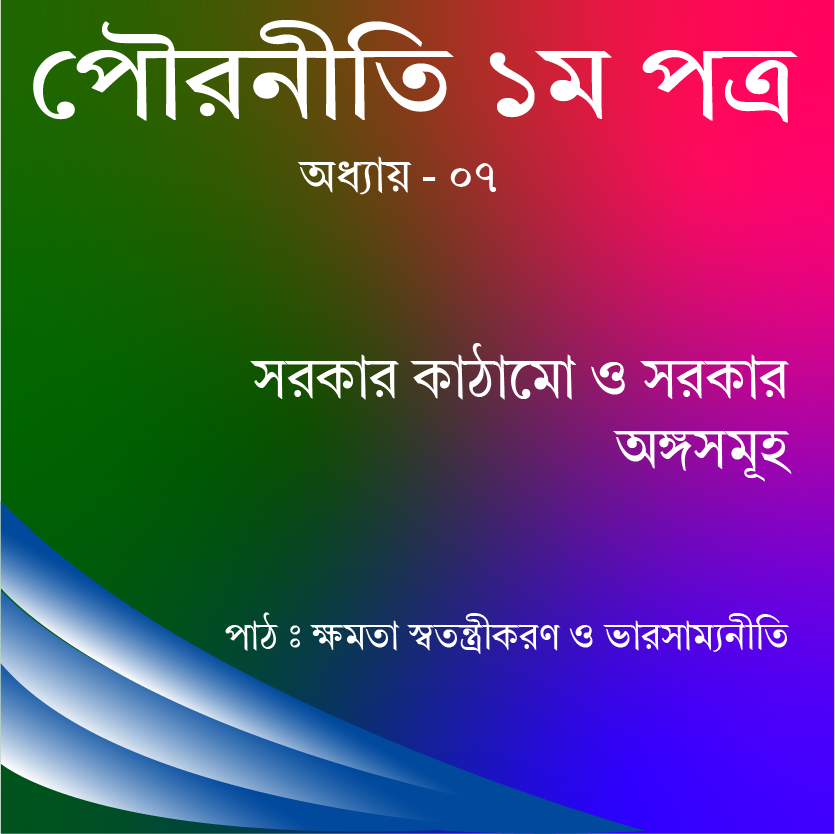 পৌরনীতি ১ম পত্র
অধ্যায় - ০৭
সরকার কাঠামো ও সরকার
অঙ্গসমূহ
পাঠ ঃ ক্ষমতা স্বতন্ত্রীকরণ ও ভারসাম্যনীতি